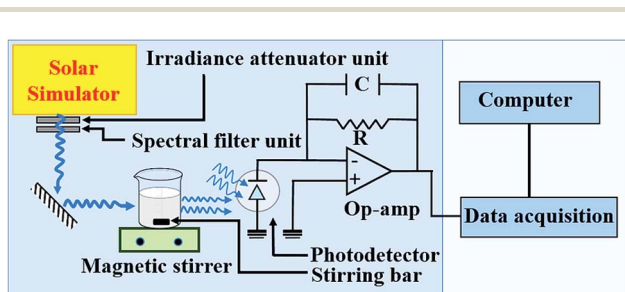 Solar
Simulator
Irradiance attenuator unit
Spectral filter unit
C
R
-
+
Op-amp
Computer
Data acquisition
Magnetic stirrer
Photodetector
Stirring bar